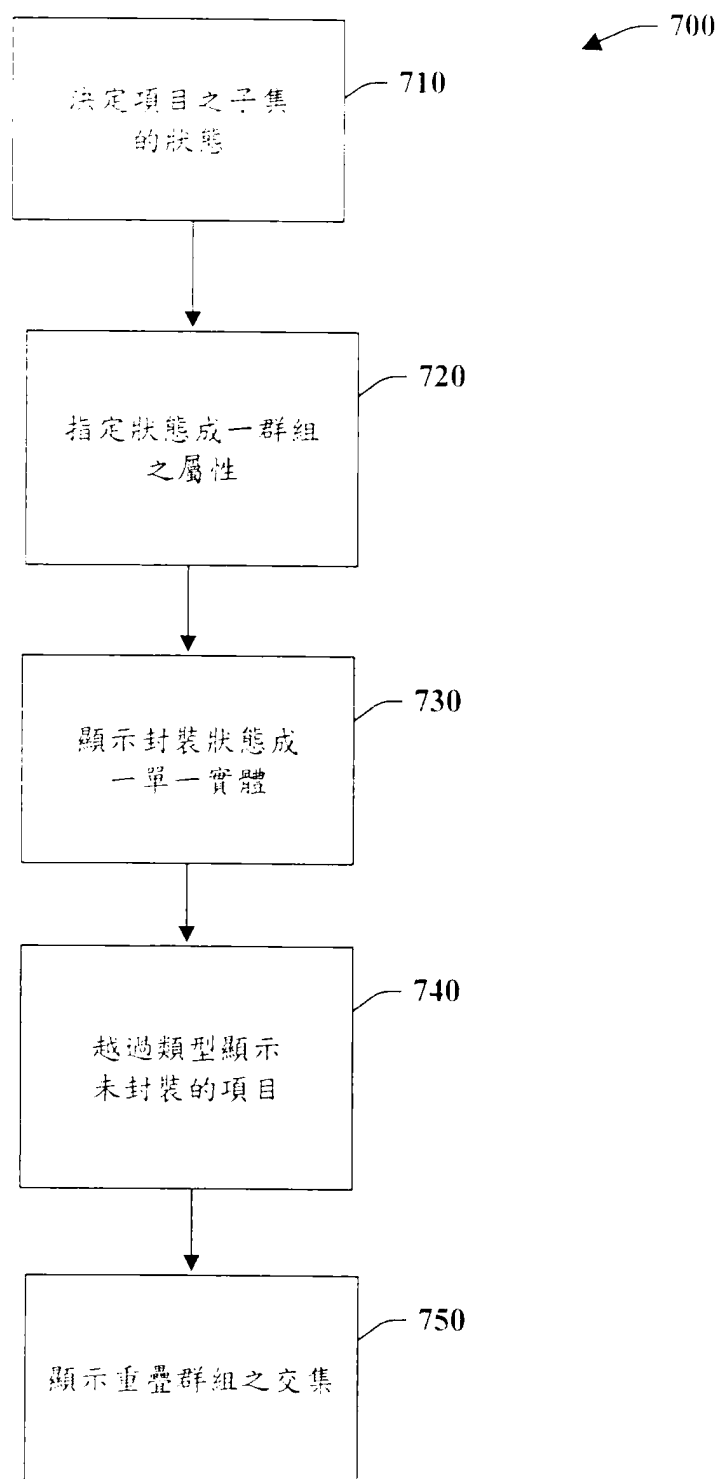 700
決定項目之子集
的狀態
710
指定狀態成一群組
之屬性
720
顯示封裝狀態成
一單一實體
730
越過類型顯示
未封裝的項目
740
顯示重疊群組之交集
750